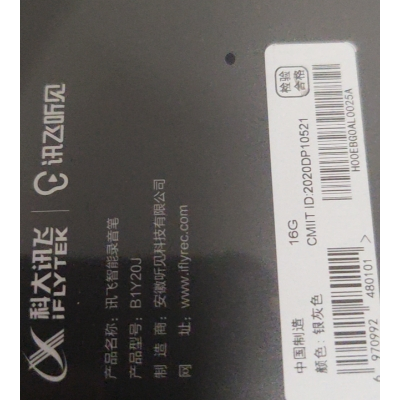 科大讯飞
iFLYTEK
讯飞听见
产品名称：讯飞智能录音笔
产品型号：B1Y20J
制 造 商：安徽听见科技有限公司
网 址：www.iflyrec.com
16G
CMIIT ID:2020DP10521
检验
合格
H00EBG0AL0025A
中国制造
颜色：银灰色
6 970992 480101 >